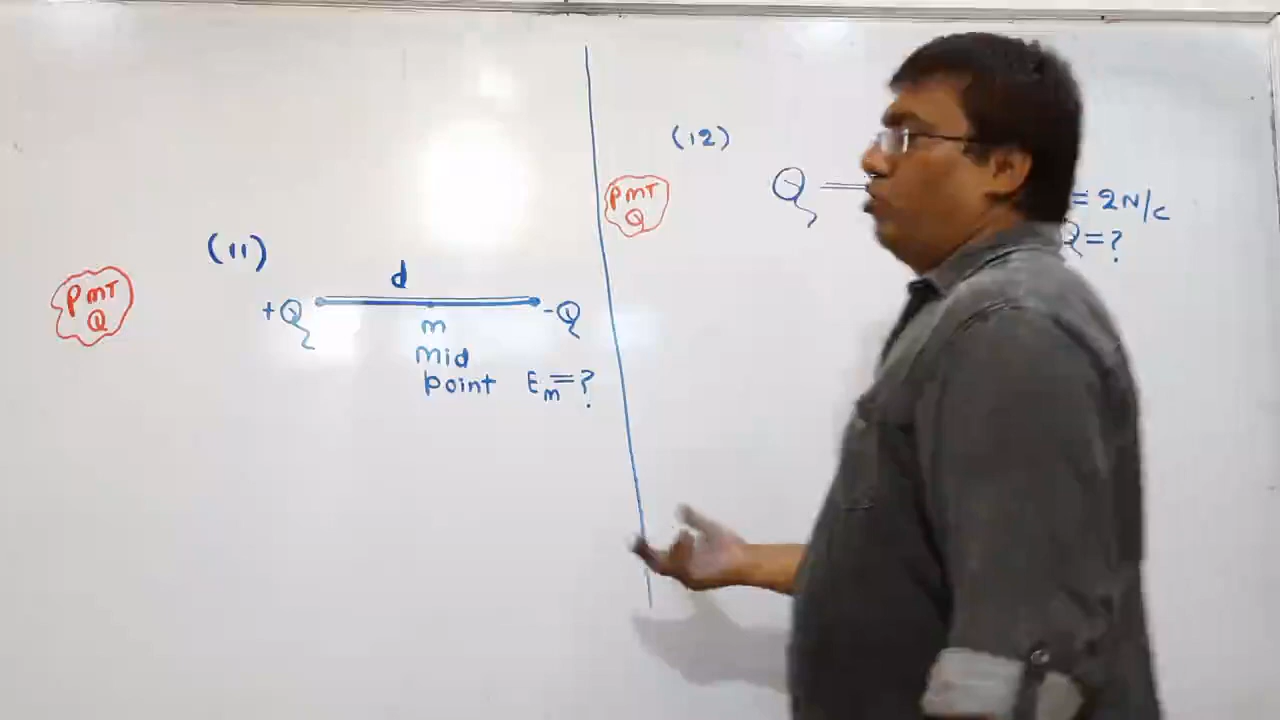 (11)
PMT
Q
d
+Q
-Q
m
mid
point Em=?
(12)
PMT
Q
Q
= 2N/C
Q=?